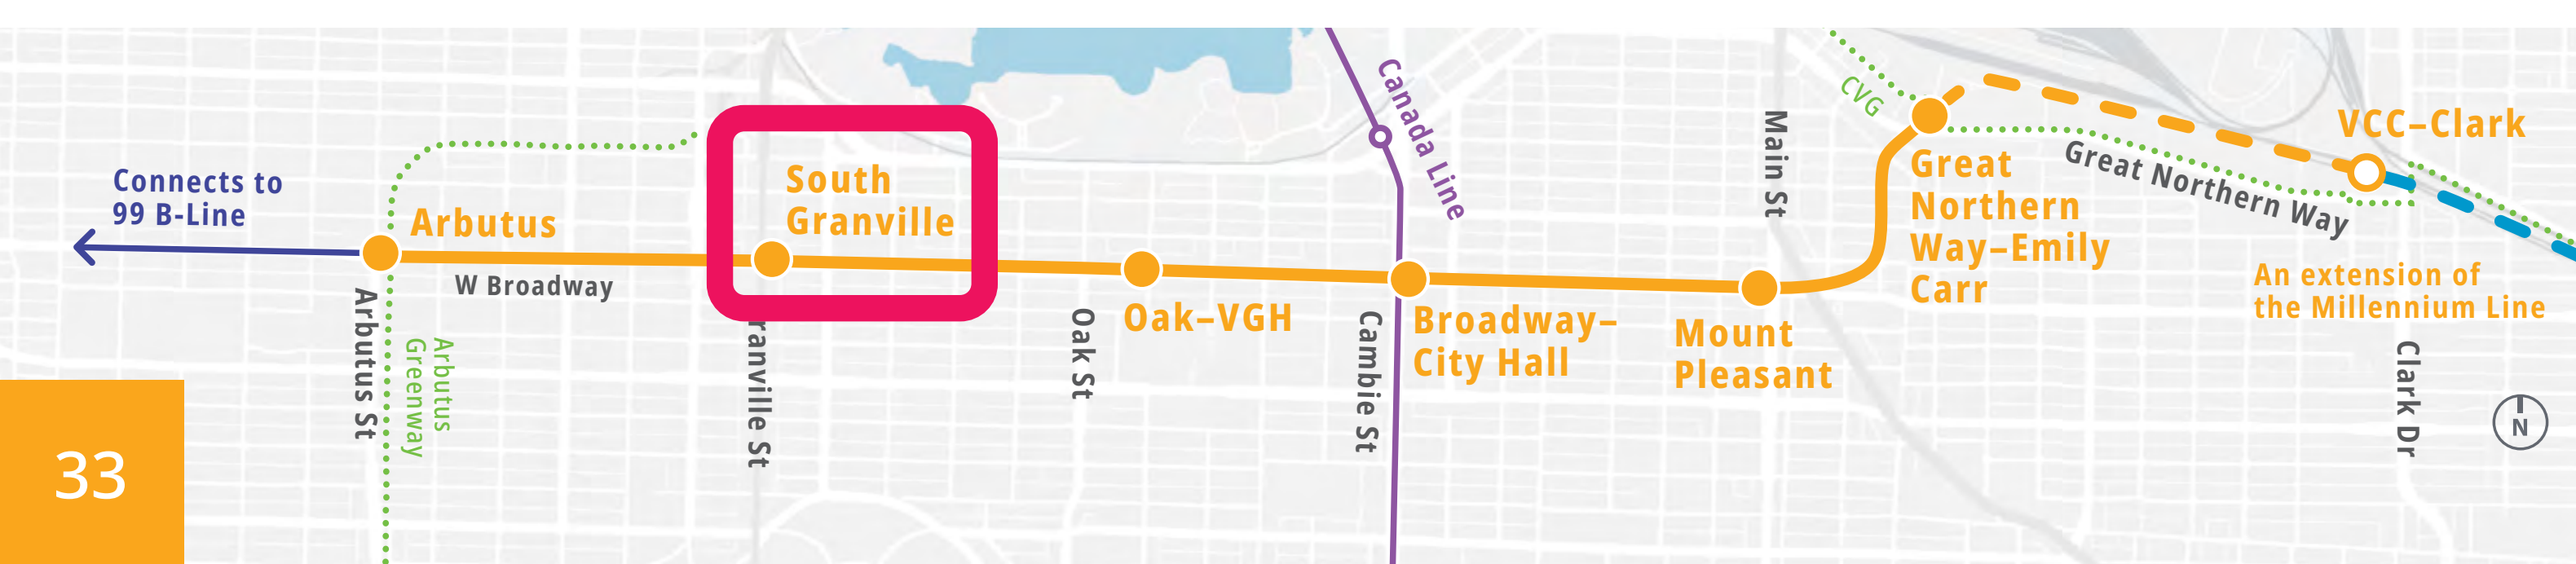 Connects to
99 B-Line
Arbutus
W Broadway
Arbutus St
Arbutus
Greenway
South
Granville
ranville St
Oak St
Oak–VGH
Canada Line
Cambie St
Broadway–
City Hall
Main St
Mount
Pleasant
CVG
Great
Northern
Way–Emily
Carr
Great Northern Way
VCC–Clark
An extension of
the Millennium Line
Clark Dr
N
33